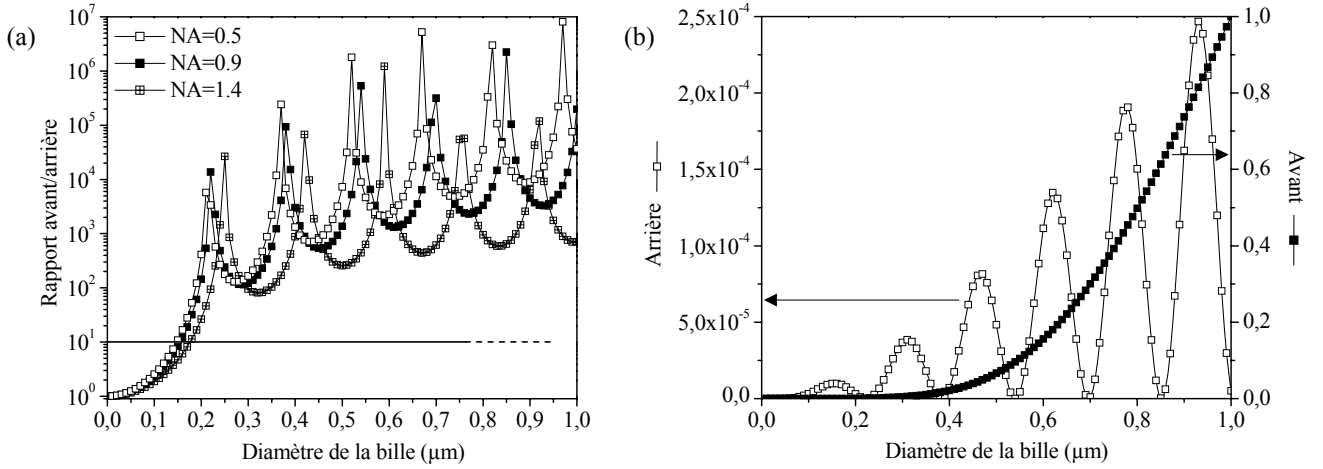 (a)
10^7
10^6
10^5
10^4
10^3
10^2
10^1
10^0
Rapport avant/arrière
NA=0.5
NA=0.9
NA=1.4
0,0 0,1 0,2 0,3 0,4 0,5 0,6 0,7 0,8 0,9 1,0
Diamètre de la bille (µm)
(b)
2,5x10^-4
2,0x10^-4
1,5x10^-4
1,0x10^-4
5,0x10^-5
0,0
Arrière
1,0
0,8
0,6
0,4
0,2
0,0
Avant
0,0 0,2 0,4 0,6 0,8 1,0
Diamètre de la bille (µm)